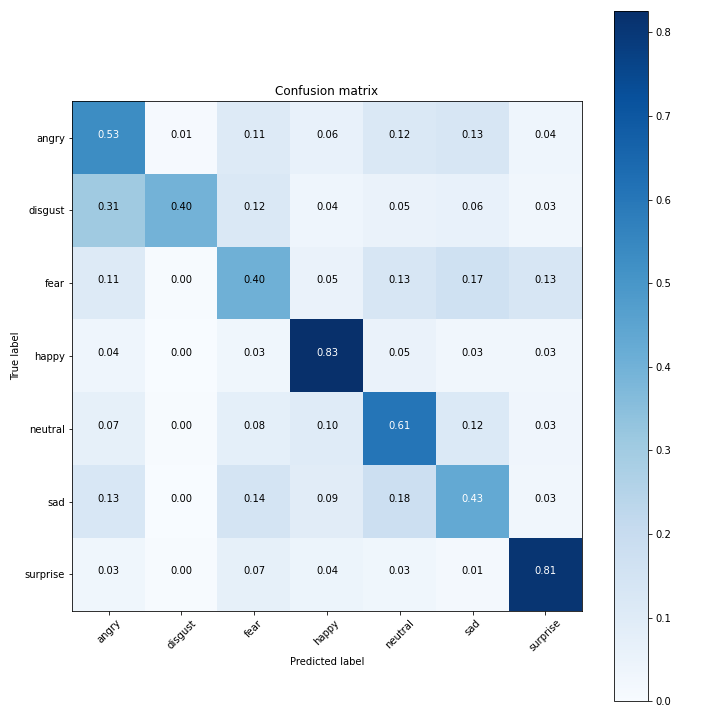 Confusion matrix
angry 0.53 0.01 0.11 0.06 0.12 0.13 0.04
disgust 0.31 0.40 0.12 0.04 0.05 0.06 0.03
fear 0.11 0.00 0.40 0.05 0.13 0.17 0.13
happy 0.04 0.00 0.03 0.83 0.05 0.03 0.03
neutral 0.07 0.00 0.08 0.10 0.61 0.12 0.03
sad 0.13 0.00 0.14 0.09 0.18 0.43 0.03
surprise 0.03 0.00 0.07 0.04 0.03 0.01 0.81
angry disgust fear happy neutral sad surprise
Predicted label
True label
0.8
0.7
0.6
0.5
0.4
0.3
0.2
0.1
0.0